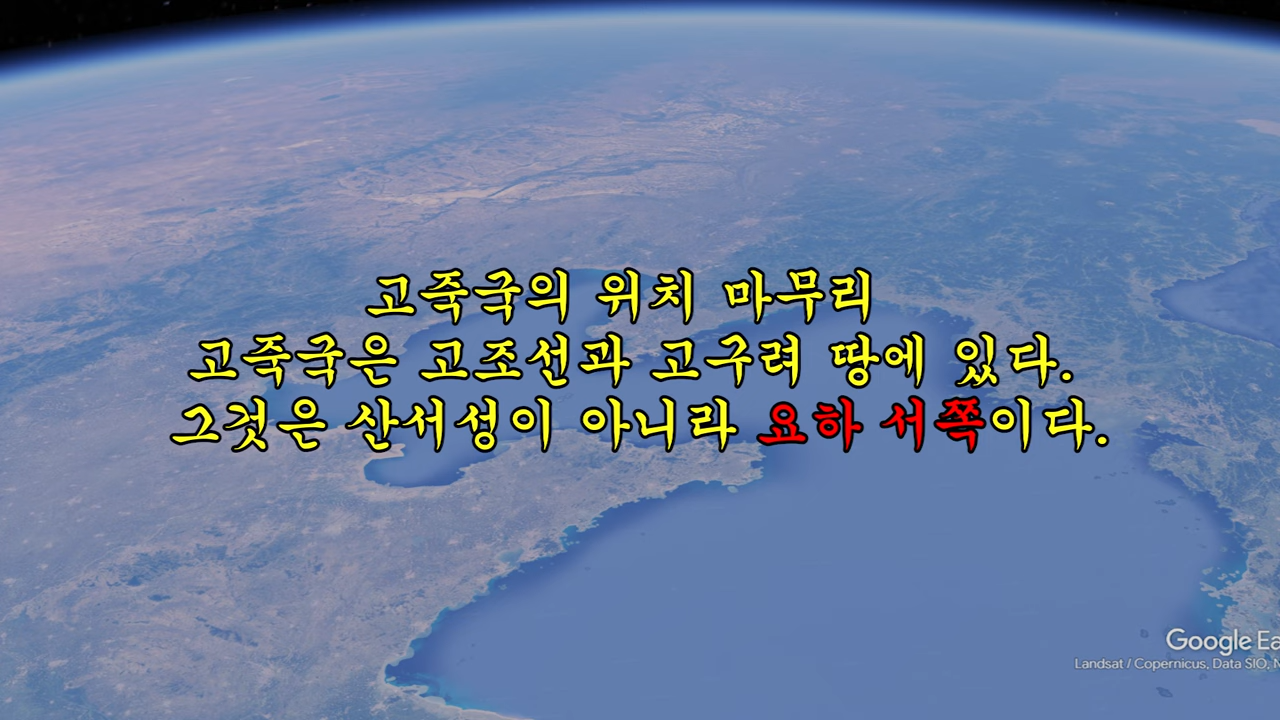 고죽국의 위치 마무리
고죽국은 고조선과 고구려 땅에 있다.
그것은 산서성이 아니라 요하 서쪽이다.
Google Ea
Landsat / Copernicus, Data SIO, N